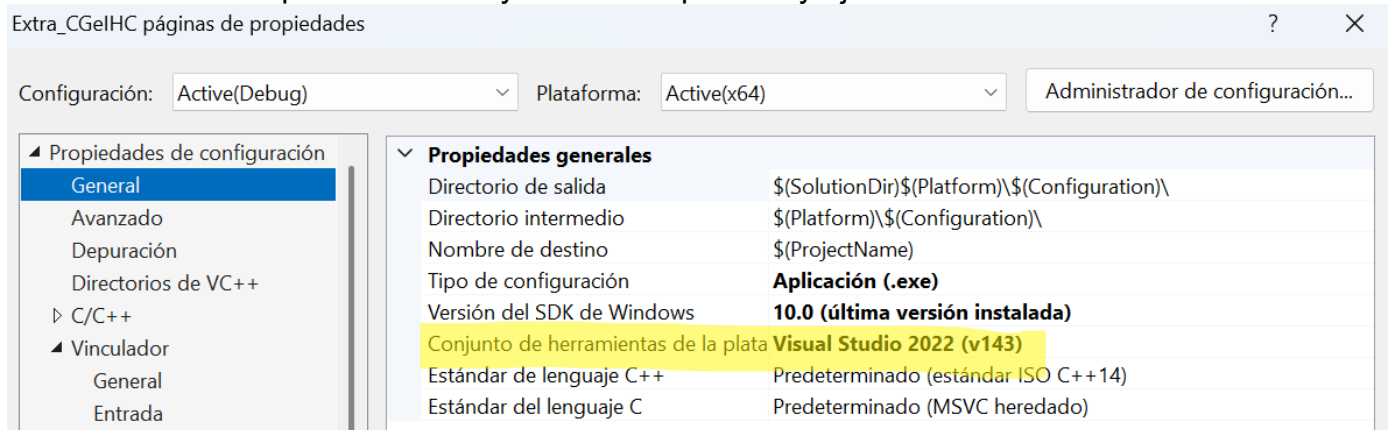 Extra_CGeIHC páginas de propiedades ? ×
Configuración: Active(Debug) Plataforma: Active(x64) Administrador de configuración...
Propiedades de configuración
General
Avanzado
Depuración
Directorios de VC++
C/C++
Vinculador
General
Entrada
Propiedades generales
Directorio de salida $(SolutionDir)$(Platform)\$(Configuration)\
Directorio intermedio $(Platform)\$(Configuration)\
Nombre de destino $(ProjectName)
Tipo de configuración Aplicación (.exe)
Versión del SDK de Windows 10.0 (última versión instalada)
Conjunto de herramientas de la plata Visual Studio 2022 (v143)
Estándar de lenguaje C++ Predeterminado (estándar ISO C++14)
Estándar del lenguaje C Predeterminado (MSVC heredado)